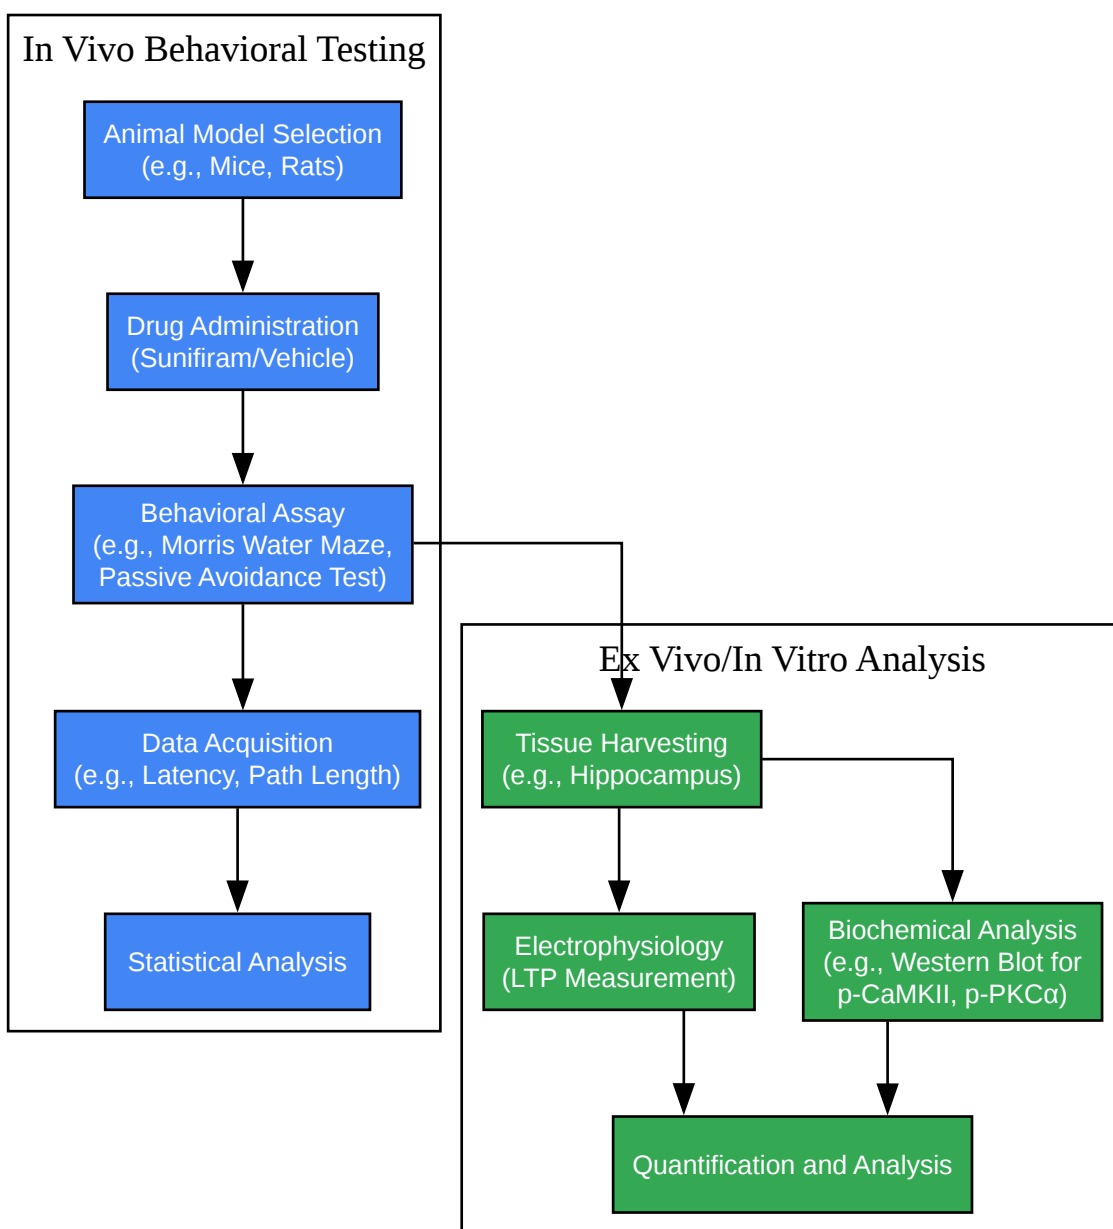 In Vivo Behavioral Testing
Animal Model Selection
(e.g., Mice, Rats)
Drug Administration
(Sunifiram/Vehicle)
Behavioral Assay
(e.g., Morris Water Maze,
Passive Avoidance Test)
Data Acquisition
(e.g., Latency, Path Length)
Statistical Analysis
Ex Vivo/In Vitro Analysis
Tissue Harvesting
(e.g., Hippocampus)
Electrophysiology
(LTP Measurement)
Biochemical Analysis
(e.g., Western Blot for
p-CaMKII, p-PKCα)
Quantification and Analysis